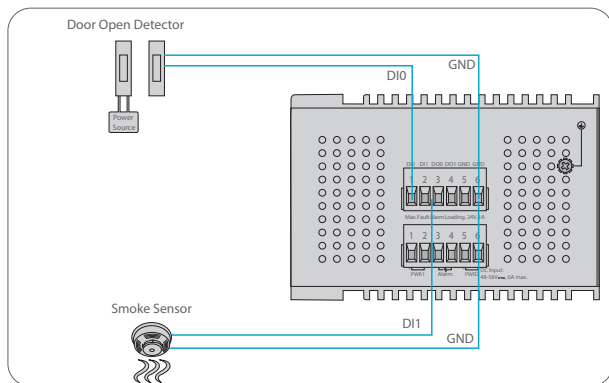 Door Open Detector
GND
DI0
Power
Source
DI0 DI1 DO0 DO1 GND GND
1 2 3 4 5 6
Max. Fault Alarm Loading: 24V, 1A
1 2 3 4 5 6
PWR1 Alarm PWR2
DC Input:
48-56V, 6A max.
Smoke Sensor
DI1
GND